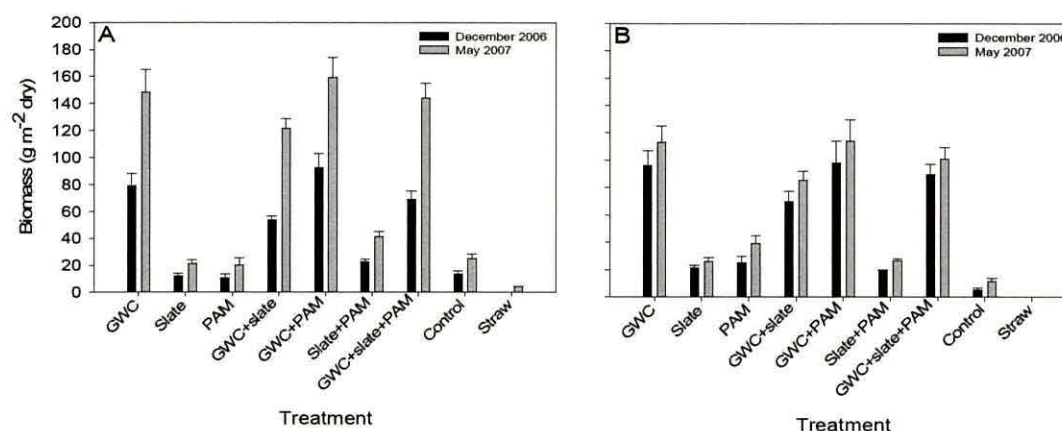 A
December 2006
May 2007
Biomass (g m⁻² dry)
200
180
160
140
120
100
80
60
40
20
0
GWC
Slate
PAM
GWC+slate
GWC+PAM
Slate+PAM
GWC+slate+PAM
Control
Straw
Treatment
B
December 2006
May 2007
GWC
Slate
PAM
GWC+slate
GWC+PAM
Slate+PAM
GWC+slate+PAM
Control
Straw
Treatment